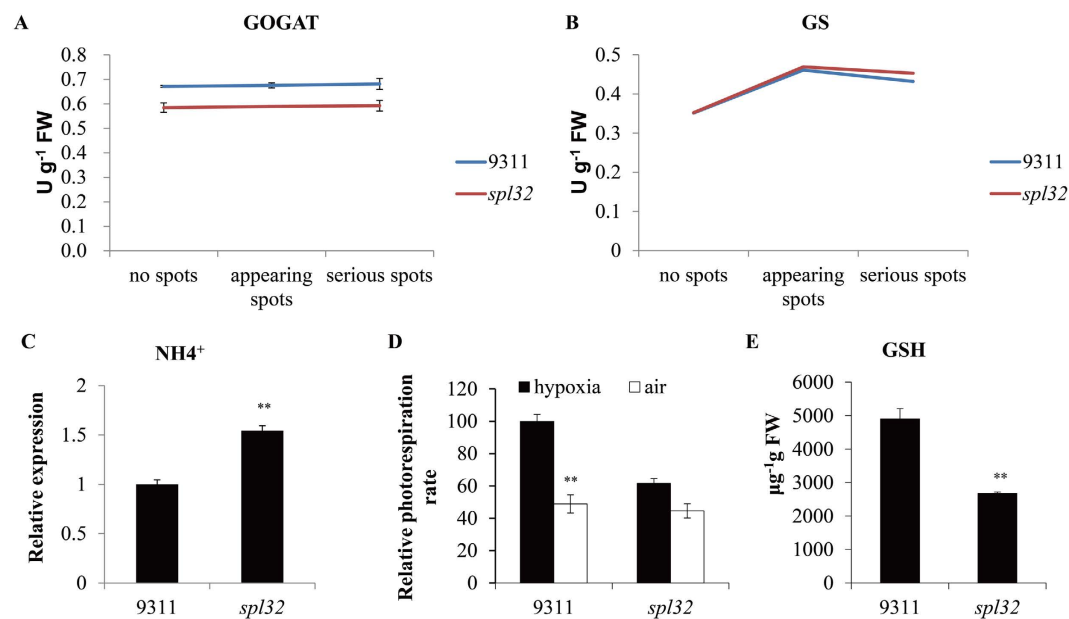 A
GOGAT
0.8
0.7
0.6
0.5
0.4
0.3
0.2
0.1
0.0
U g⁻¹ FW
no spots
appearing spots
serious spots
9311
spl32
B
GS
0.5
0.4
0.3
0.2
0.1
0
U g⁻¹ FW
no spots
appearing spots
serious spots
9311
spl32
C
NH4⁺
2
1.5
1
0.5
0
Relative expression
**
9311
spl32
D
hypoxia
air
120
100
80
60
40
20
0
Relative photorespiration
rate
**
9311
spl32
E
GSH
6000
5000
4000
3000
2000
1000
0
µg⁻¹g FW
**
9311
spl32